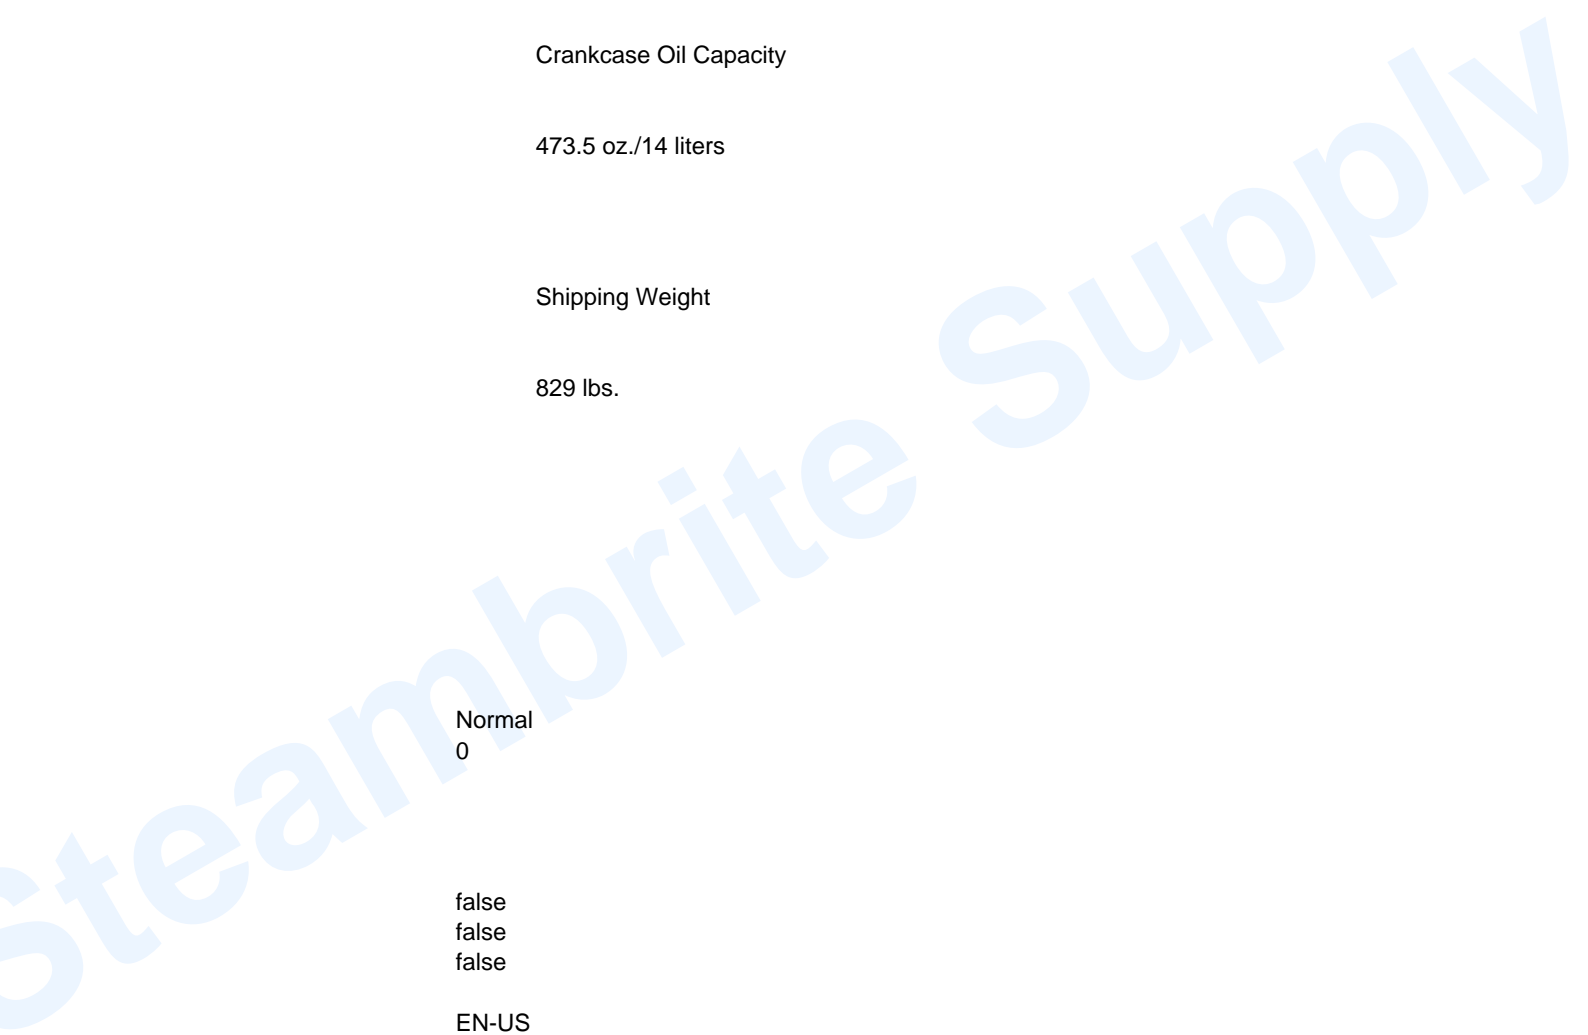 Crankcase Oil Capacity
473.5 oz./14 liters
Shipping Weight
829 lbs.
Steambrite Supply
Normal
0
false
false
false
EN-US